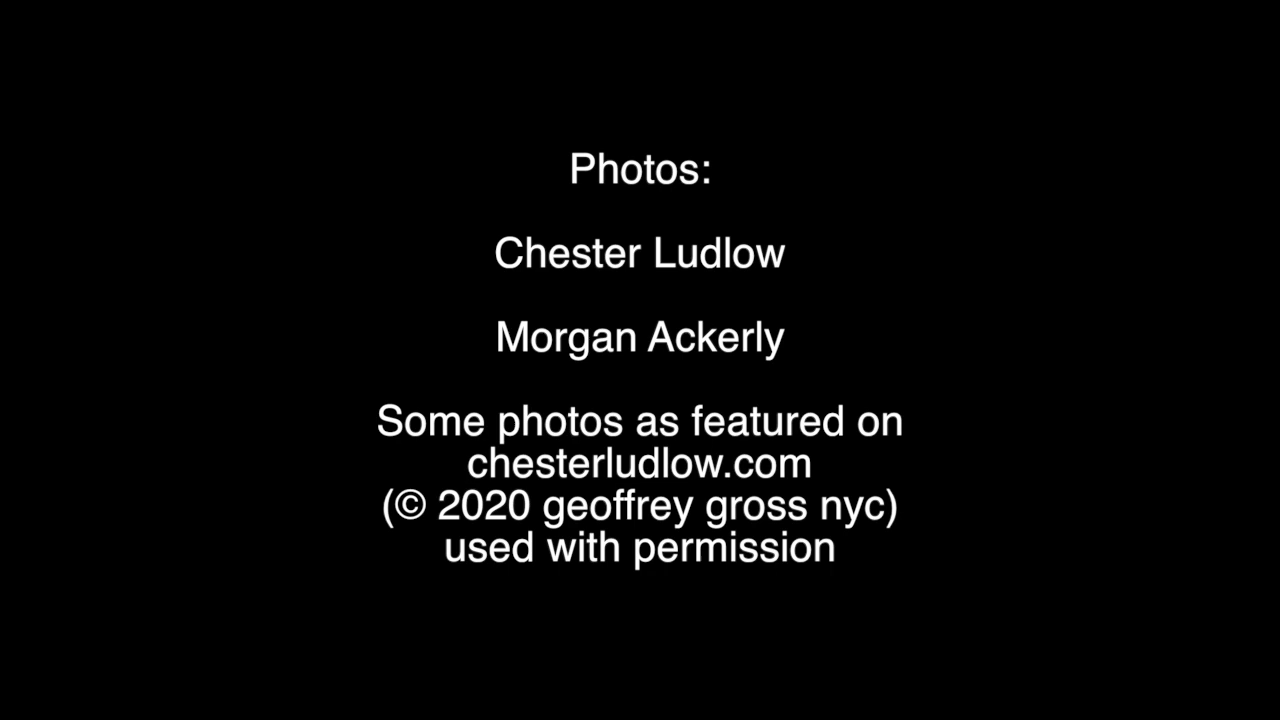 Photos:
Chester Ludlow
Morgan Ackerly
Some photos as featured on
chesterludlow.com
(© 2020 geoffrey gross nyc)
used with permission